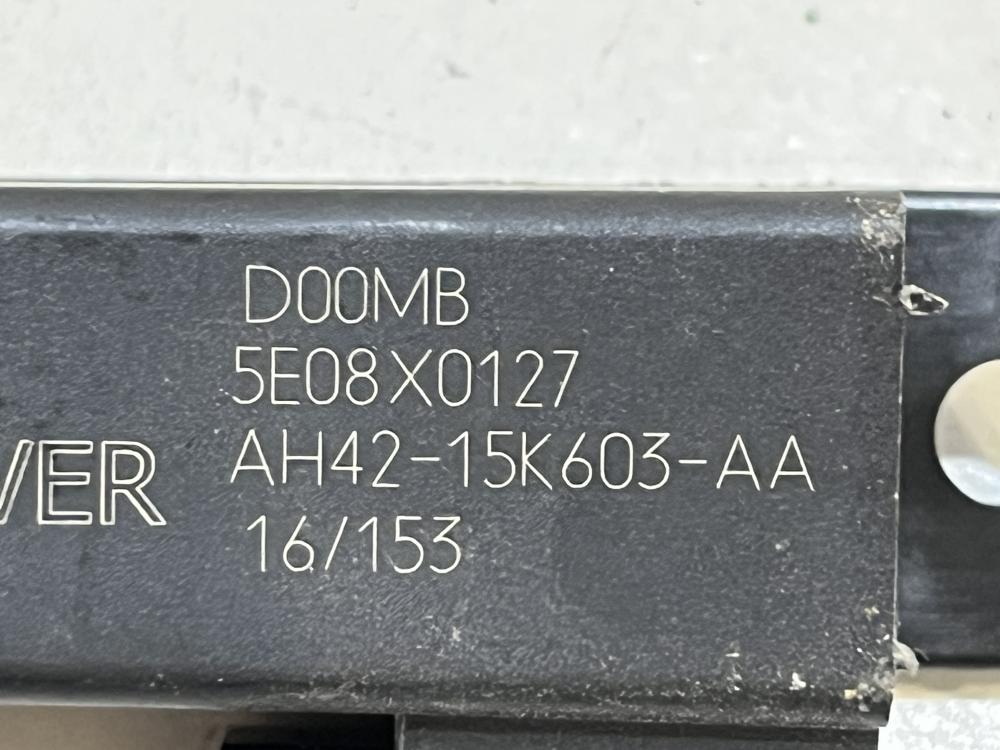 D00MB
5E08X0127
VER
AH42-15K603-AA
16/153